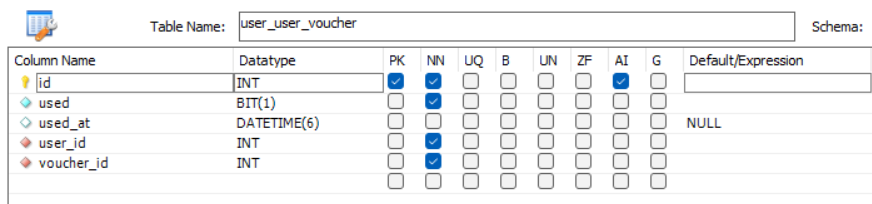 Table Name: user_user_voucher Schema:
Column Name Datatype PK NN UQ B UN ZF AI G Default/Expression
id INT
used BIT(1)
used_at DATETIME(6) NULL
user_id INT
voucher_id INT